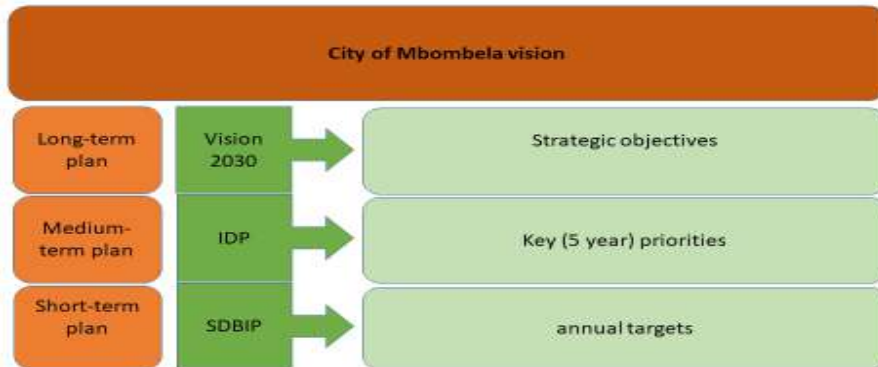 City of Mbombela vision
Long-term
plan
Vision
2030
Strategic objectives
Medium-
term plan
IDP
Key (5 year) priorities
Short-term
plan
SDBIP
annual targets